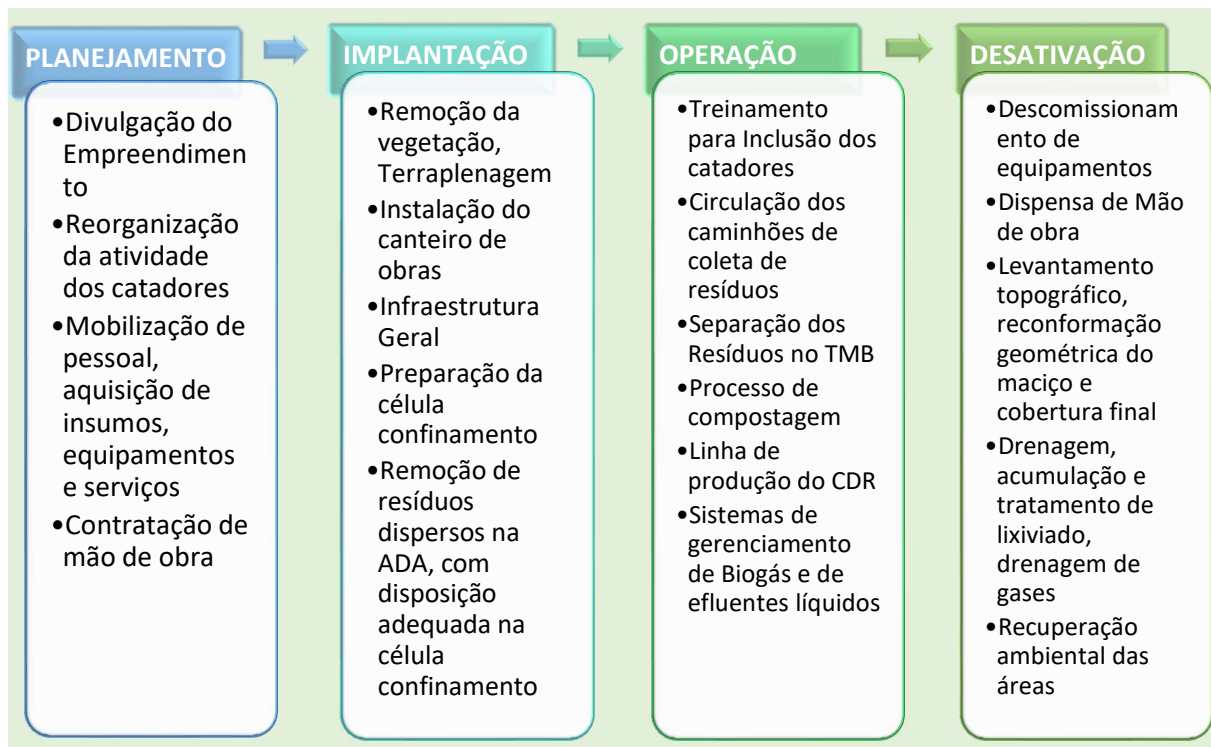 PLANEJAMENTO
•Divulgação do
Empreendimen
to
•Reorganização
da atividade
dos catadores
•Mobilização de
pessoal,
aquisição de
insumos,
equipamentos
e serviços
•Contratação de
mão de obra
IMPLANTAÇÃO
•Remoção da
vegetação,
Terraplenagem
•Instalação do
canteiro de
obras
•Infraestrutura
Geral
•Preparação da
célula
confinamento
•Remoção de
resíduos
dispersos na
ADA, com
disposição
adequada na
célula
confinamento
OPERAÇÃO
•Treinamento
para Inclusão dos
catadores
•Circulação dos
caminhões de
coleta de
resíduos
•Separação dos
Resíduos no TMB
•Processo de
compostagem
•Linha de
produção do CDR
•Sistemas de
gerenciamento
de Biogás e de
efluentes líquidos
DESATIVAÇÃO
•Descomissionam
ento de
equipamentos
•Dispensa de Mão
de obra
•Levantamento
topográfico,
reconformação
geométrica do
maciço e
cobertura final
•Drenagem,
acumulação e
tratamento de
lixiviado,
drenagem de
gases
•Recuperação
ambiental das
áreas